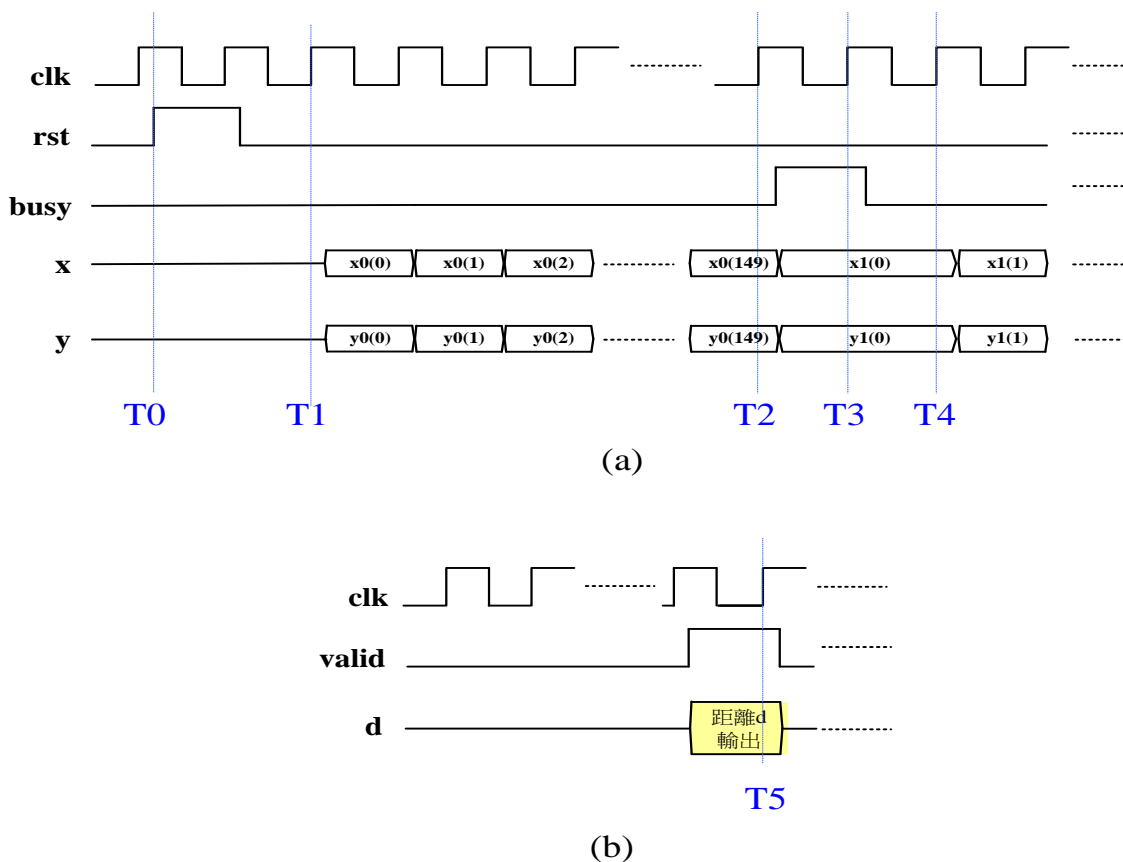 clk
rst
busy
x x0(0) x0(1) x0(2) x0(149) x1(0) x1(1)
y y0(0) y0(1) y0(2) y0(149) y1(0) y1(1)
T0 T1 T2 T3 T4
(a)
clk
valid
d 距離d
輸出
T5
(b)